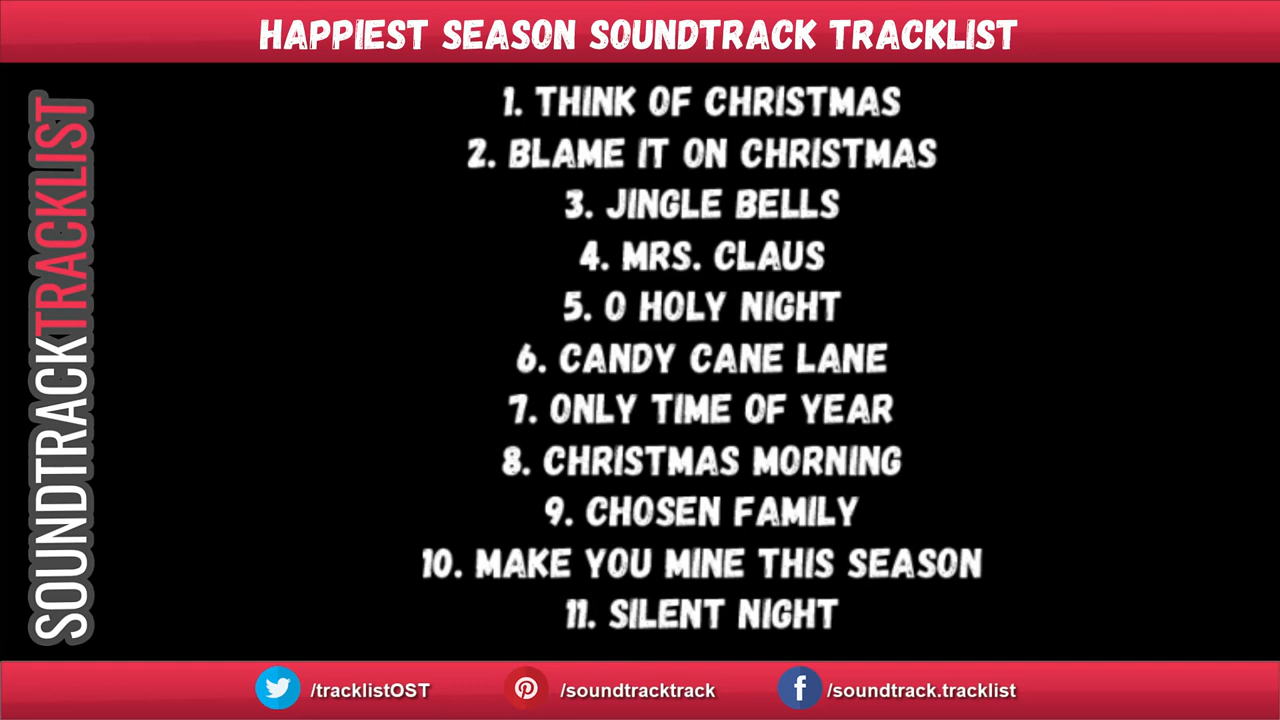 HAPPIEST SEASON SOUNDTRACK TRACKLIST
SOUNDTRACKTRACKLIST
1. THINK OF CHRISTMAS
2. BLAME IT ON CHRISTMAS
3. JINGLE BELLS
4. MRS. CLAUS
5. O HOLY NIGHT
6. CANDY CANE LANE
7. ONLY TIME OF YEAR
8. CHRISTMAS MORNING
9. CHOSEN FAMILY
10. MAKE YOU MINE THIS SEASON
11. SILENT NIGHT
/tracklistOST /soundtracktrack /soundtrack.tracklist